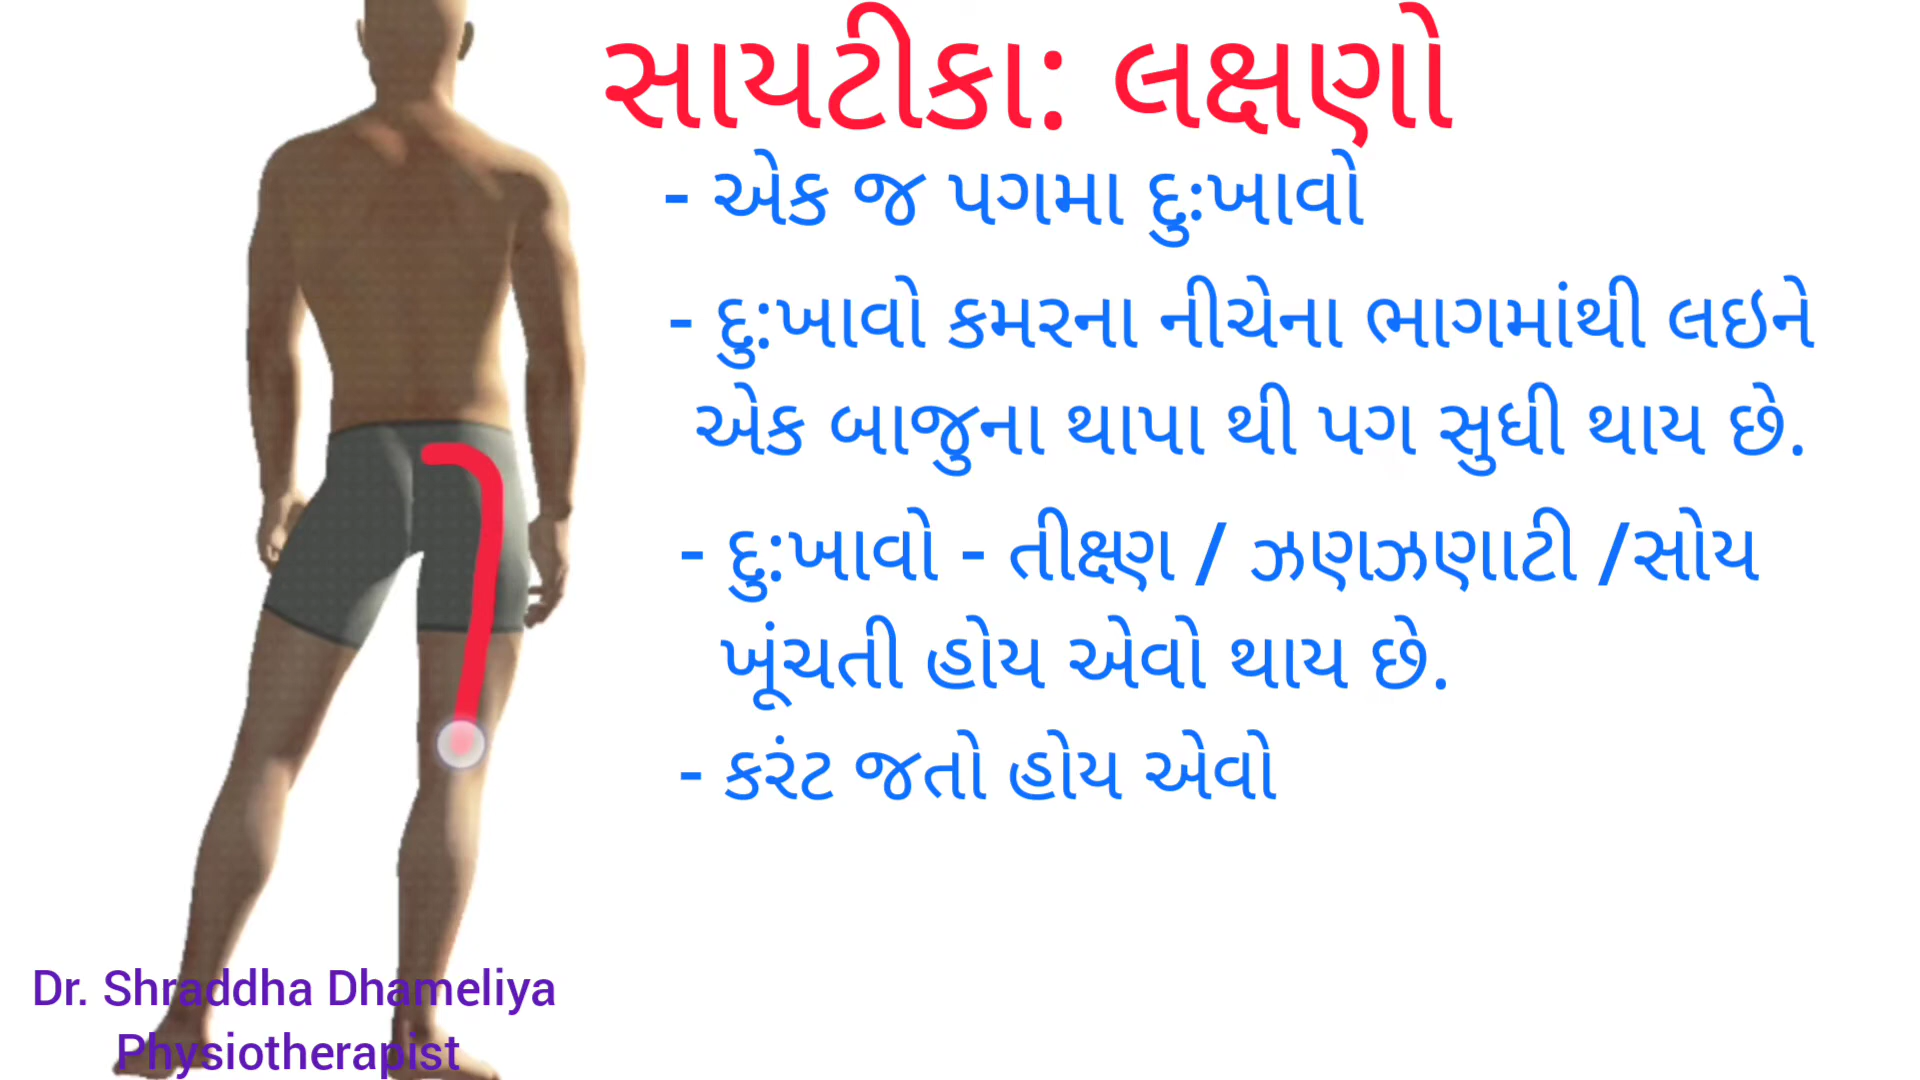 સાયટીકા: લક્ષણો
- એક જ પગમા દુઃખાવો
- દુ:ખાવો કમરના નીચેના ભાગમાંથી લઇને
એક બાજુના થાપા થી પગ સુધી થાય છે.
- દુ:ખાવો - તીક્ષ્ણ / ઝણઝણાટી /સોય
ખૂંચતી હોય એવો થાય છે.
- કરંટ જતો હોય એવો
Dr. Shraddha Dhameliya
Physiotherapist